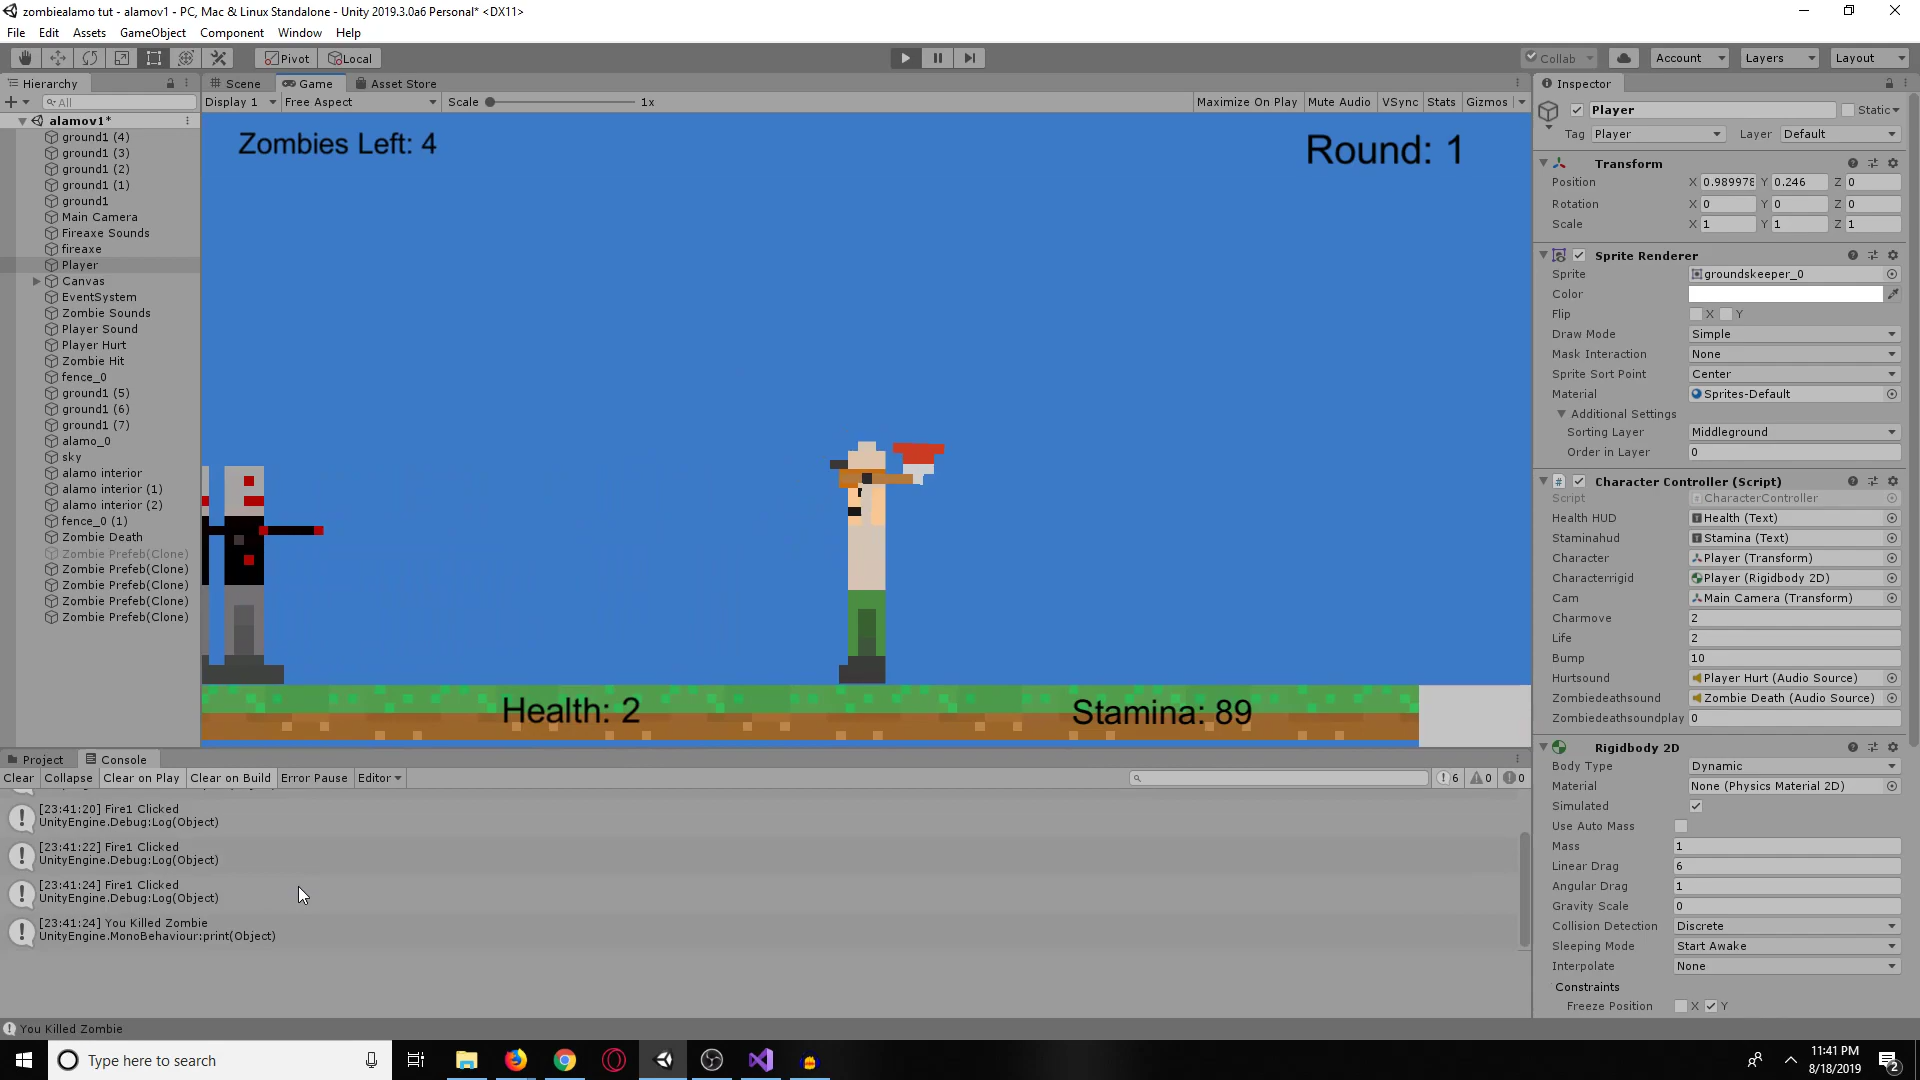 zombiealamo tut - alamov1 - PC, Mac & Linux Standalone - Unity 2019.3.0a6 Personal* <DX11>
File Edit Assets GameObject Component Window Help
Pivot Local Collab Account Layers Layout
Hierarchy
All
alamov1*
ground1 (4)
ground1 (3)
ground1 (2)
ground1 (1)
ground1
Main Camera
Fireaxe Sounds
fireaxe
Player
Canvas
EventSystem
Zombie Sounds
Player Sound
Player Hurt
Zombie Hit
fence_0
ground1 (5)
ground1 (6)
ground1 (7)
alamo_0
sky
alamo interior
alamo interior (1)
alamo interior (2)
fence_0 (1)
Zombie Death
Zombie Prefeb(Clone)
Zombie Prefeb(Clone)
Zombie Prefeb(Clone)
Zombie Prefeb(Clone)
Zombie Prefeb(Clone)
Scene Game Asset Store
Display 1 Free Aspect Scale 1x Maximize On Play Mute Audio VSync Stats Gizmos
Zombies Left: 4
Round: 1
Health: 2
Stamina: 89
Project Console
Clear Collapse Clear on Play Clear on Build Error Pause Editor 6 0 0
[23:41:20] Fire1 Clicked
UnityEngine.Debug:Log(Object)
[23:41:22] Fire1 Clicked
UnityEngine.Debug:Log(Object)
[23:41:24] Fire1 Clicked
UnityEngine.Debug:Log(Object)
[23:41:24] You Killed Zombie
UnityEngine.MonoBehaviour:print(Object)
You Killed Zombie
Inspector
Player Static
Tag Player Layer Default
Transform
Position X 0.989978 Y 0.246 Z 0
Rotation X 0 Y 0 Z 0
Scale X 1 Y 1 Z 1
Sprite Renderer
Sprite groundskeeper_0
Color
Flip X Y
Draw Mode Simple
Mask Interaction None
Sprite Sort Point Center
Material Sprites-Default
Additional Settings
Sorting Layer Middleground
Order in Layer 0
Character Controller (Script)
Script CharacterController
Health HUD Health (Text)
Staminahud Stamina (Text)
Character Player (Transform)
Characterrigid Player (Rigidbody 2D)
Cam Main Camera (Transform)
Charmove 2
Life 2
Bump 10
Hurtsound Player Hurt (Audio Source)
Zombiedeathsound Zombie Death (Audio Source)
Zombiedeathsoundplay 0
Rigidbody 2D
Body Type Dynamic
Material None (Physics Material 2D)
Simulated
Use Auto Mass
Mass 1
Linear Drag 6
Angular Drag 1
Gravity Scale 0
Collision Detection Discrete
Sleeping Mode Start Awake
Interpolate None
Constraints
Freeze Position X Y
Type here to search
11:41 PM
8/18/2019
2